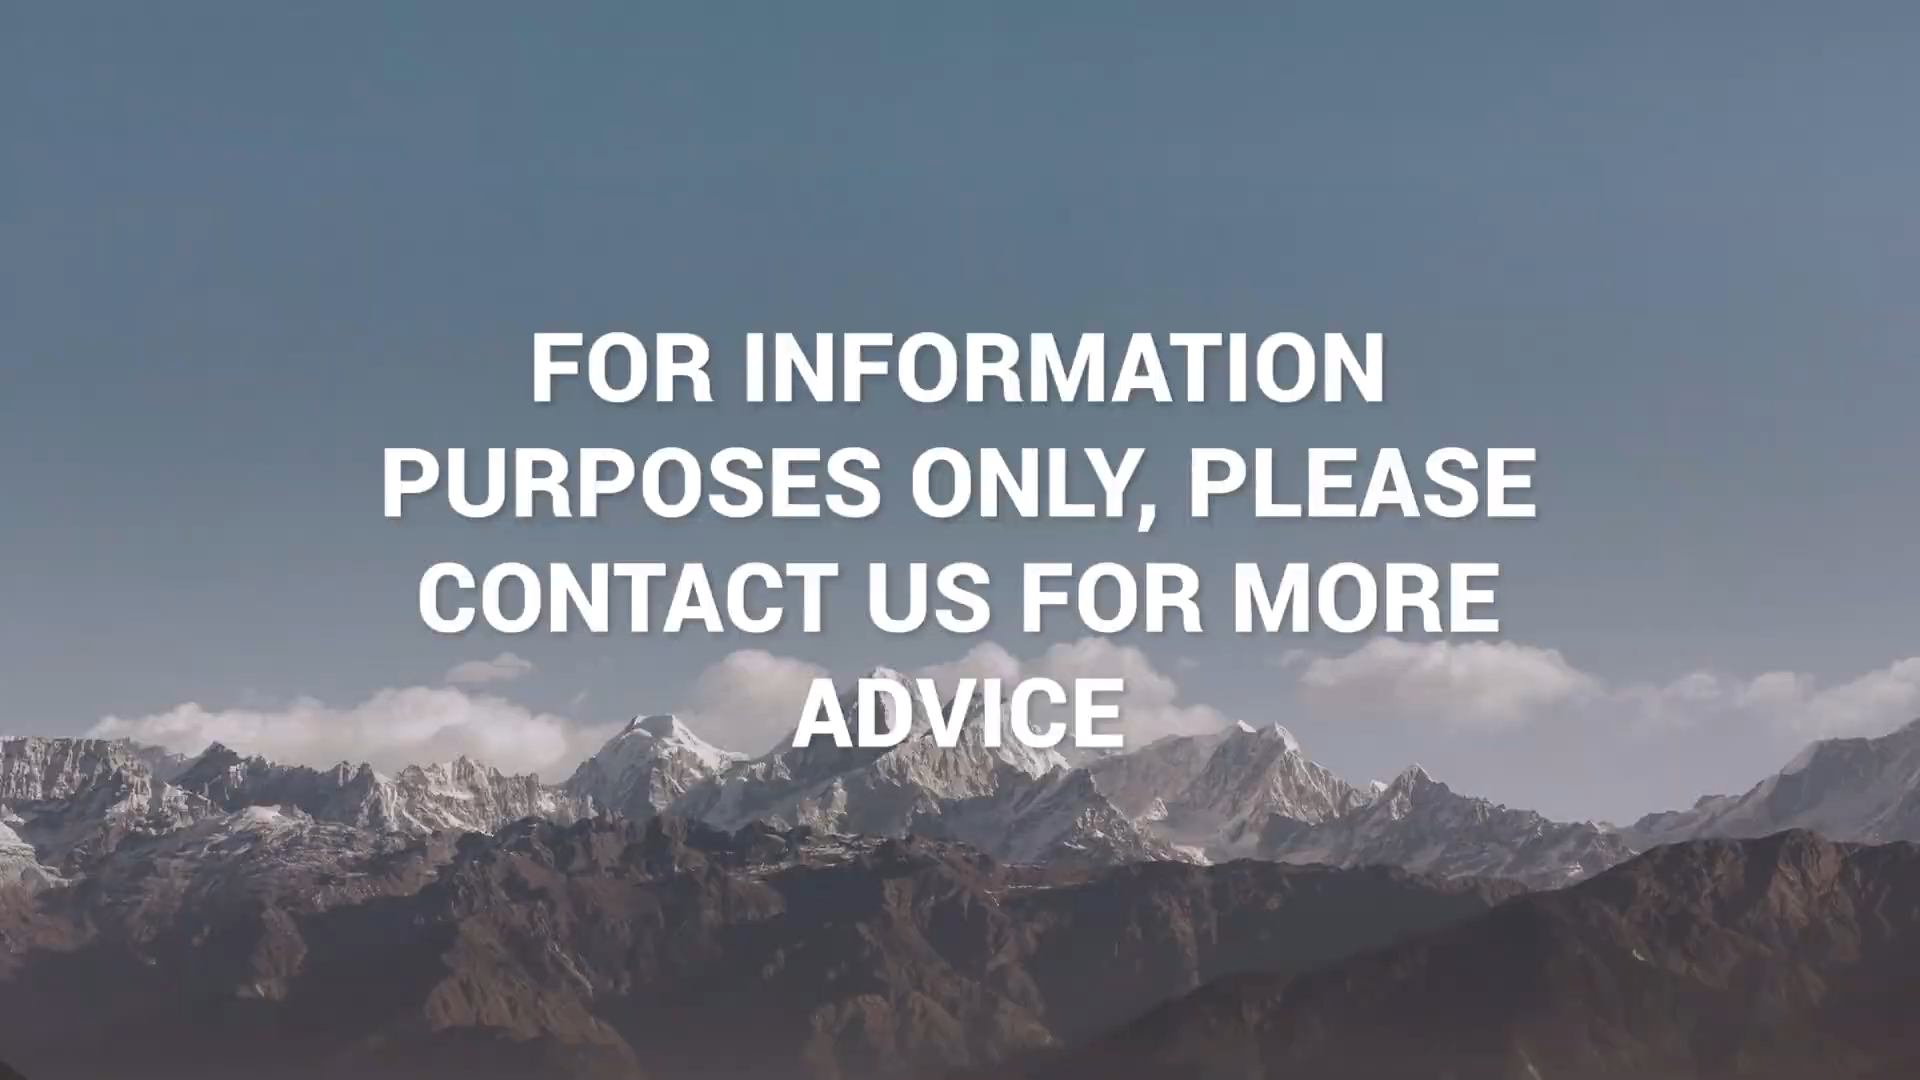 FOR INFORMATION
PURPOSES ONLY, PLEASE
CONTACT US FOR MORE
ADVICE